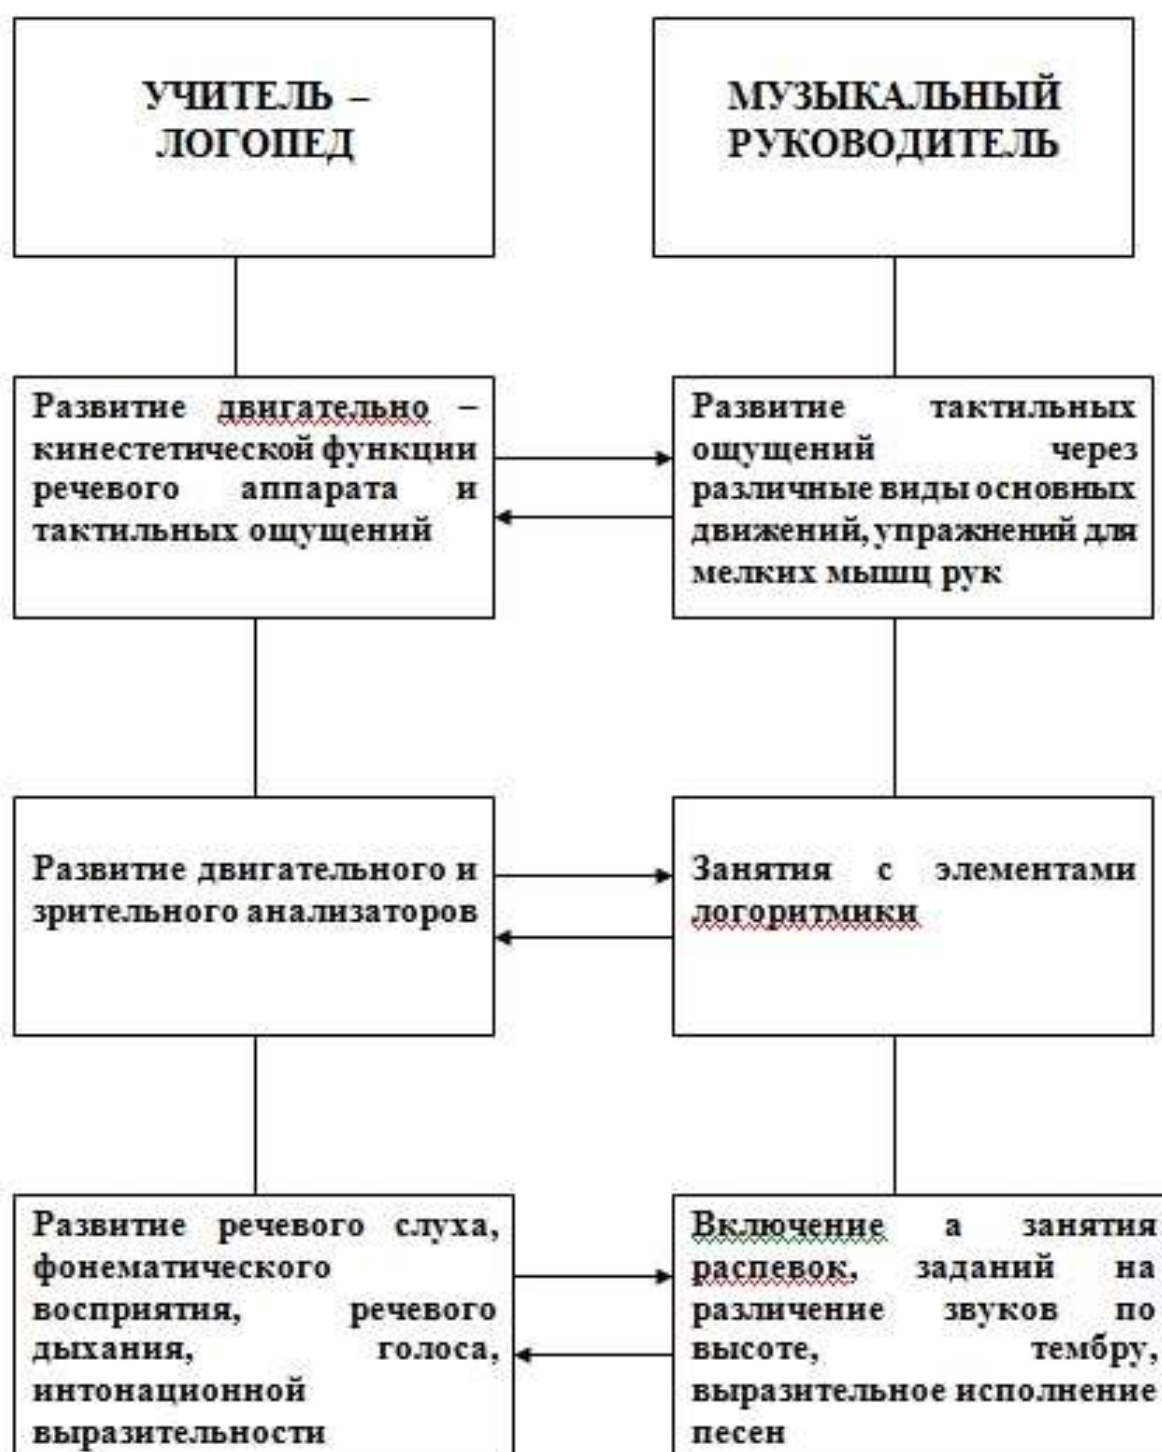 УЧИТЕЛЬ –
ЛОГОПЕД
МУЗЫКАЛЬНЫЙ
РУКОВОДИТЕЛЬ
Развитие двигательно –
кинестетической функции
речевого аппарата и
тактильных ощущений
Развитие тактильных
ощущений через
различные виды основных
движений, упражнений для
мелких мышц рук
Развитие двигательного и
зрительного анализаторов
Занятия с элементами
логоритмики
Развитие речевого слуха,
фонематического
восприятия, речевого
дыхания, голоса,
интонационной
выразительности
Включение а занятия
распевок, заданий на
различение звуков по
высоте, тембру,
выразительное исполнение
песен